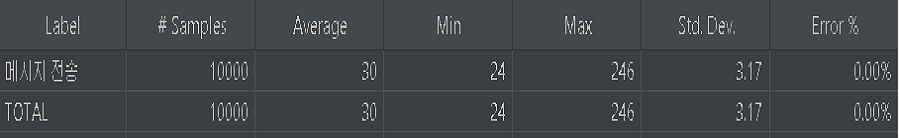 Label # Samples Average Min Max Std. Dev. Error %
메시지 전송 10000 30 24 246 3.17 0.00%
TOTAL 10000 30 24 246 3.17 0.00%